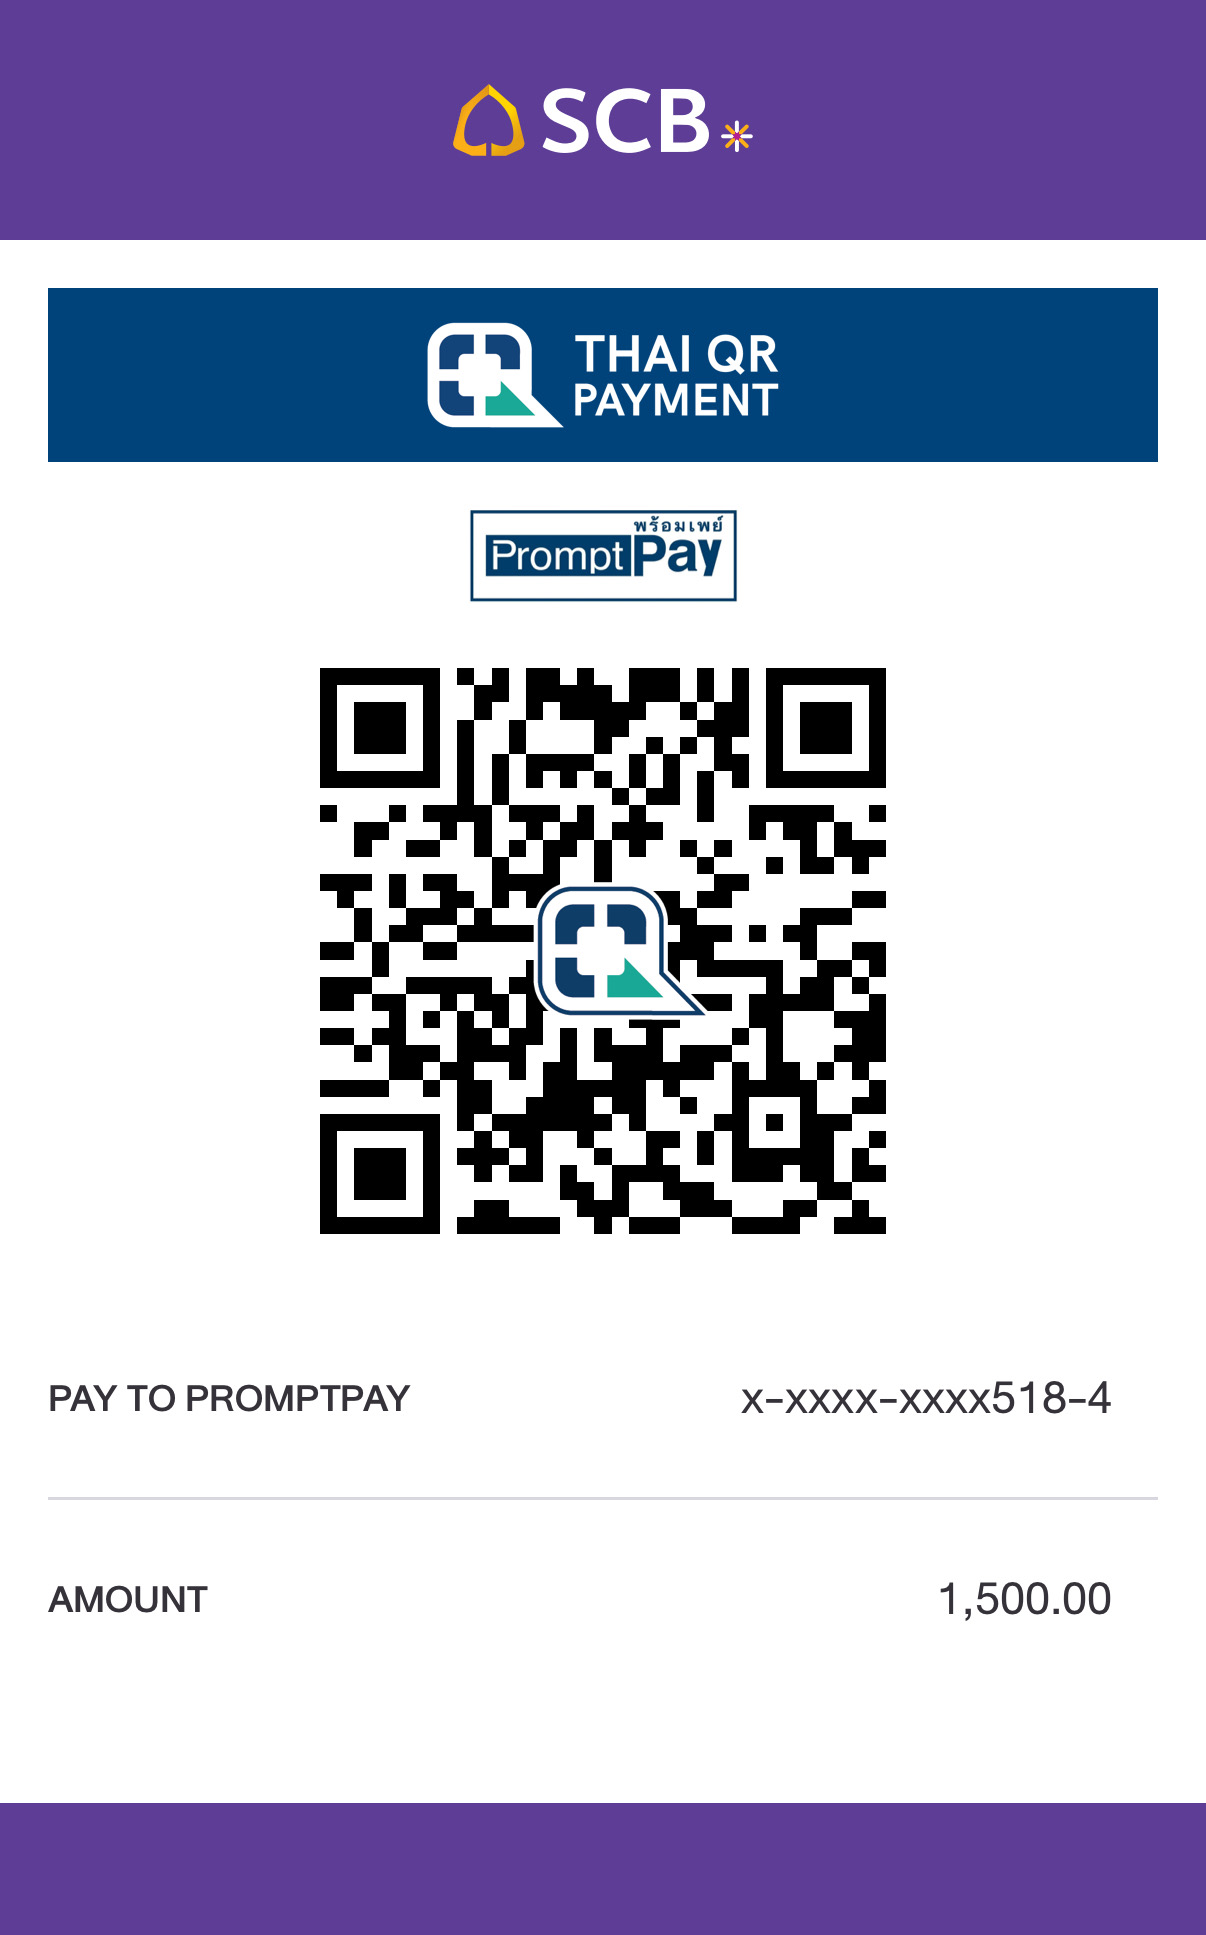 SCB
THAI QR
PAYMENT
พร้อมเพย์
PromptPay
PAY TO PROMPTPAY x-xxxx-xxxx518-4
AMOUNT 1,500.00